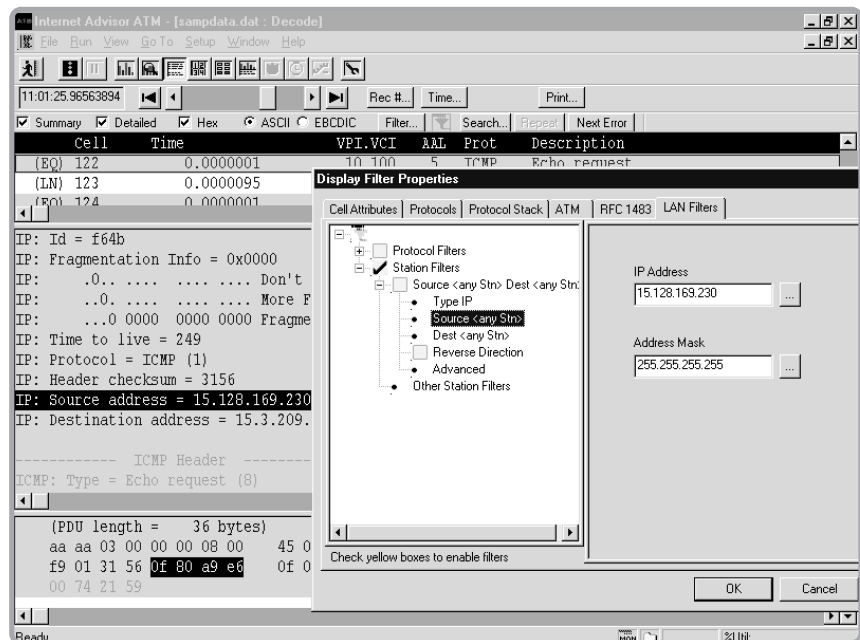 Internet Advisor ATM - [sampdata.dat : Decode]
File Run View Go To Setup Window Help
11:01:25.96563894 Rec #... Time... Print...
Summary Detailed Hex ASCII EBCDIC Filter... Search... Repeat Next Error
Cell Time VPI.VCI AAL Prot Description
(EQ) 122 0.0000001 10 100 5 ICMP Echo request
(LN) 123 0.0000095
(EQ) 124 0.0000001
IP: Id = f64b
IP: Fragmentation Info = 0x0000
IP: .0.. .... .... .... Don't
IP: ..0. .... .... .... More F
IP: ...0 0000 0000 0000 Fragme
IP: Time to live = 249
IP: Protocol = ICMP (1)
IP: Header checksum = 3156
IP: Source address = 15.128.169.230
IP: Destination address = 15.3.209.
------------ ICMP Header --------
ICMP: Type = Echo request (8)
(PDU length = 36 bytes)
aa aa 03 00 00 00 08 00 45 0
f9 01 31 56 0f 80 a9 e6 0f 0
00 74 21 59
Display Filter Properties
Cell Attributes Protocols Protocol Stack ATM RFC 1483 LAN Filters
Protocol Filters
Station Filters
Source <any Stn> Dest <any Stn:
Type IP
Source <any Stn>
Dest <any Stn>
Reverse Direction
Advanced
Other Station Filters
Check yellow boxes to enable filters
IP Address
15.128.169.230 ...
Address Mask
255.255.255.255 ...
OK Cancel
Ready MON %Util: